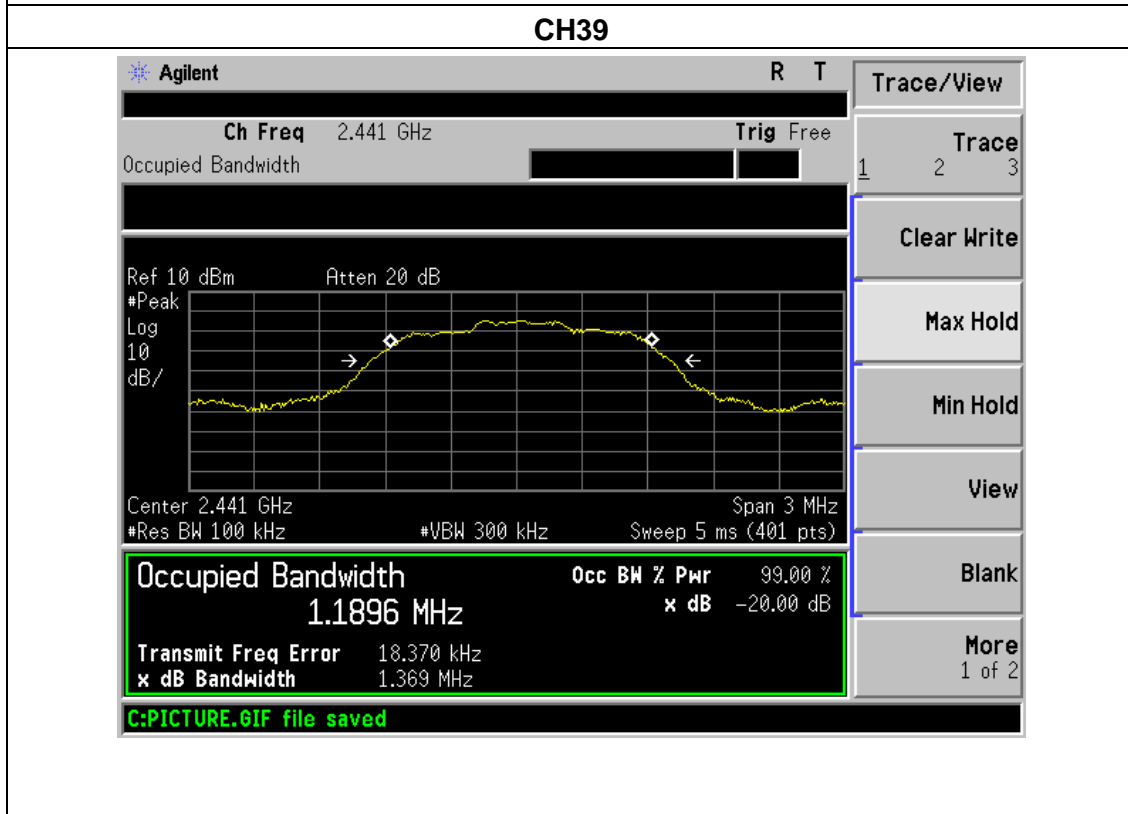 CH39
Agilent R T
Trace/View
Ch Freq 2.441 GHz Trig Free
Occupied Bandwidth
Trace
1 2 3
Clear Write
Ref 10 dBm Atten 20 dB
#Peak
Log
10
dB/
Max Hold
Min Hold
View
Center 2.441 GHz Span 3 MHz
#Res BW 100 kHz #VBW 300 kHz Sweep 5 ms (401 pts)
Occupied Bandwidth Occ BW % Pwr 99.00 %
1.1896 MHz x dB -20.00 dB
Blank
Transmit Freq Error 18.370 kHz
x dB Bandwidth 1.369 MHz
More
1 of 2
C:PICTURE.GIF file saved